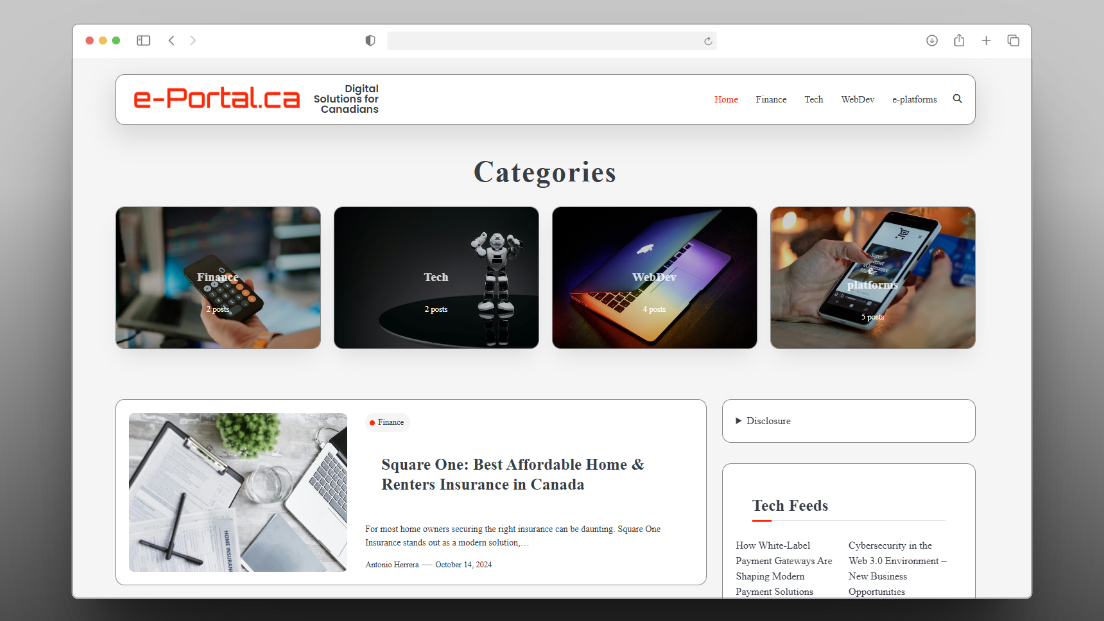 e-Portal.ca
Digital
Solutions for
Canadians
Home Finance Tech WebDev e-platforms
Categories
Finance
2 posts
Tech
2 posts
WebDev
4 posts
e-
platforms
5 posts
Finance
Square One: Best Affordable Home &
Renters Insurance in Canada
For most home owners securing the right insurance can be daunting. Square One
Insurance stands out as a modern solution,…
Antonio Herrera — October 14, 2024
Disclosure
Tech Feeds
How White-Label
Payment Gateways Are
Shaping Modern
Payment Solutions
Cybersecurity in the
Web 3.0 Environment –
New Business
Opportunities